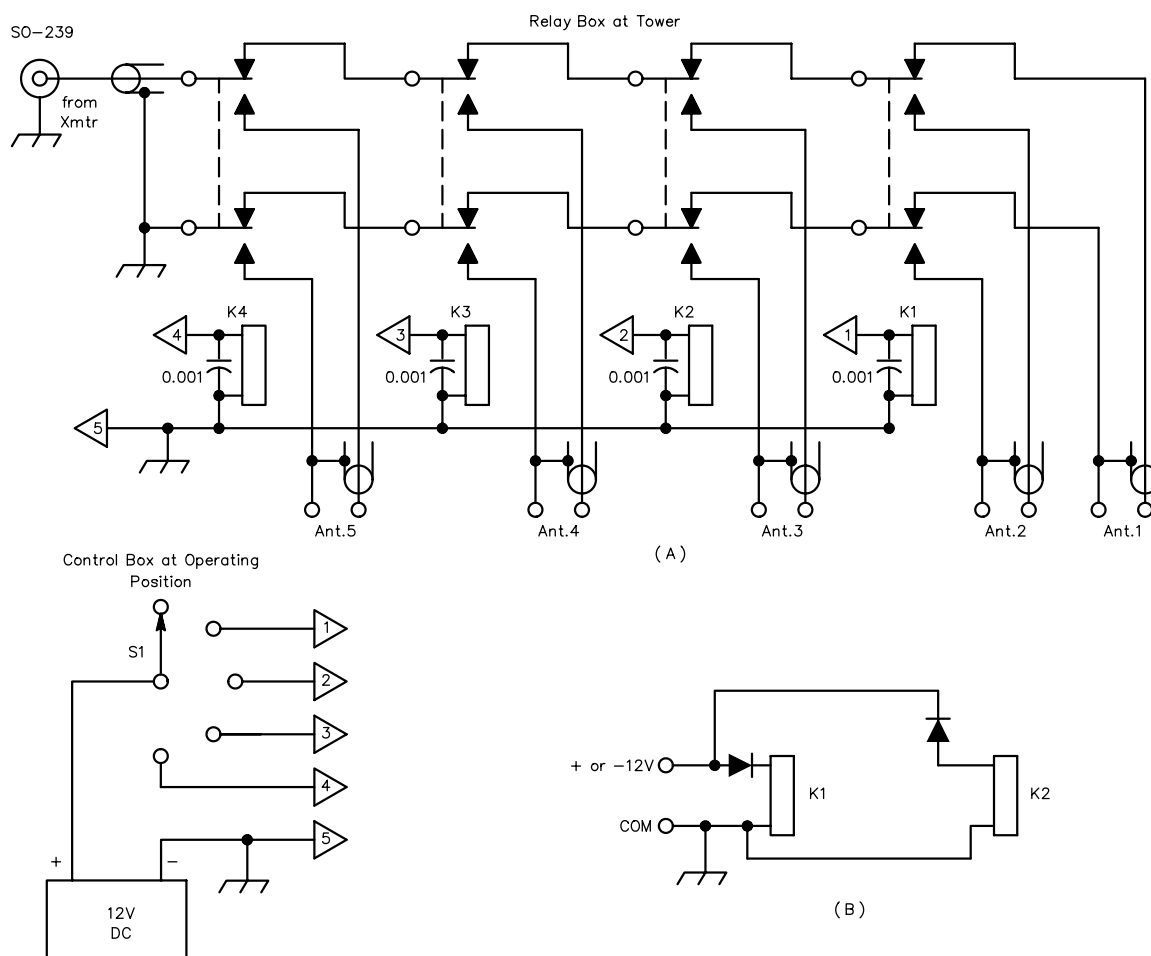 Relay Box at Tower
SO-239
from
Xmtr
K4
K3
K2
K1
4
3
2
1
0.001
0.001
0.001
0.001
5
Ant.5
Ant.4
Ant.3
Ant.2
Ant.1
(A)
Control Box at Operating
Position
S1
1
2
3
4
5
+
-
12V
DC
+ or -12V
COM
K1
K2
(B)